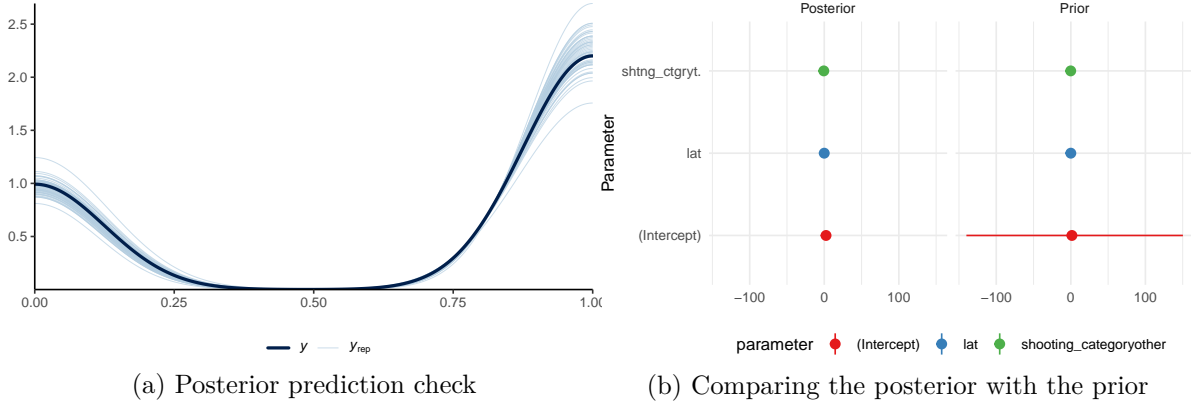 2.5
2.0
1.5
1.0
0.5
0.00 0.25 0.50 0.75 1.00
y y rep
(a) Posterior prediction check
Posterior Prior
Parameter
shtng_ctgryt.
lat
(Intercept)
−100 0 100 −100 0 100
parameter (Intercept) lat shooting_categoryother
(b) Comparing the posterior with the prior